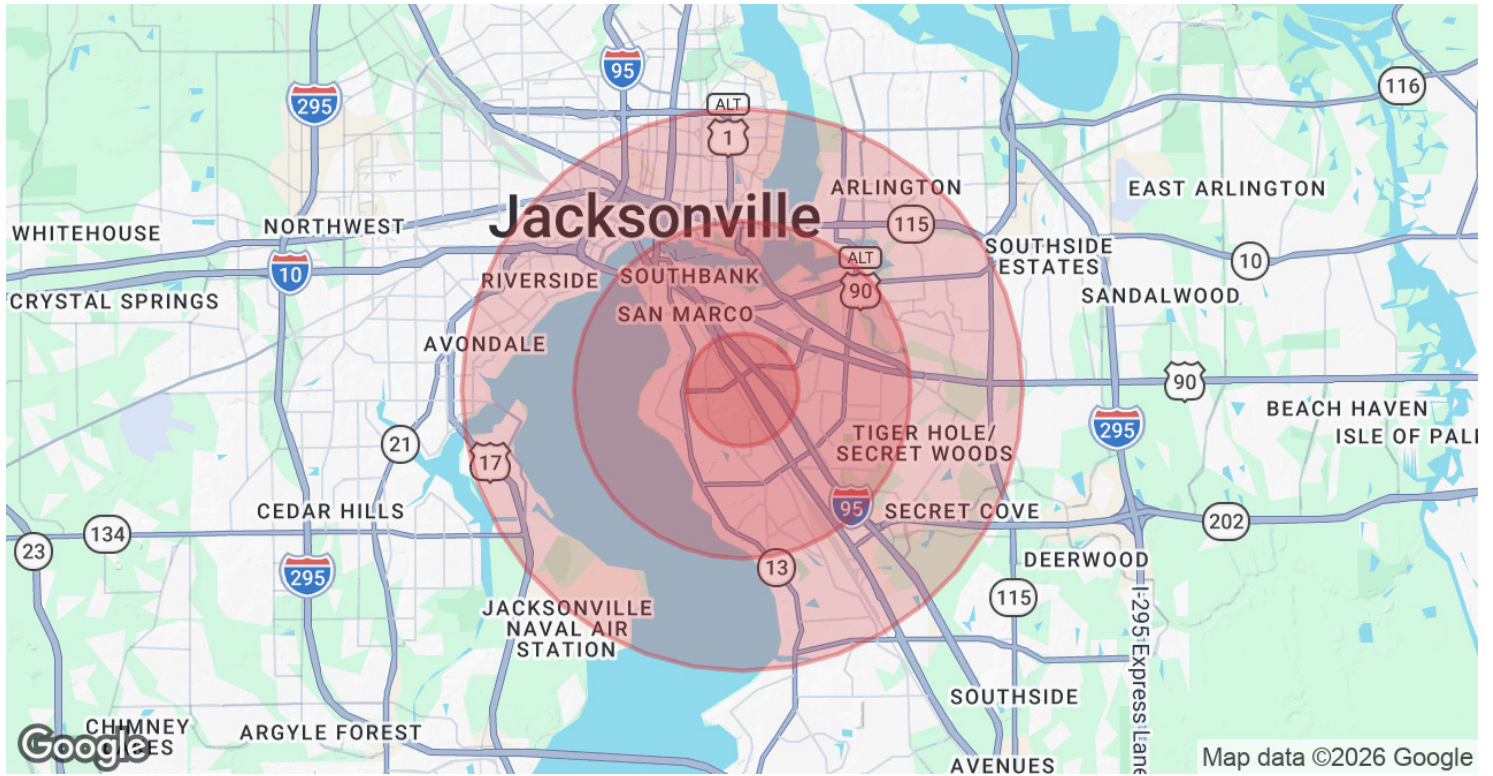 95
295
ALT
1
116
ARLINGTON
EAST ARLINGTON
Jacksonville
115
WHITEHOUSE
NORTHWEST
SOUTHSIDE
ESTATES
10
10
ALT
90
RIVERSIDE
SOUTHBANK
CRYSTAL SPRINGS
SANDALWOOD
SAN MARCO
AVONDALE
90
BEACH HAVEN
ISLE OF PAL
21
295
17
TIGER HOLE/
SECRET WOODS
CEDAR HILLS
95
SECRET COVE
202
134
23
DEERWOOD
13
295
115
JACKSONVILLE
NAVAL AIR
STATION
I-295 Express Lane
SOUTHSIDE
CHIMNEY
ARGYLE FOREST
Google
AVENUES
Map data ©2026 Google